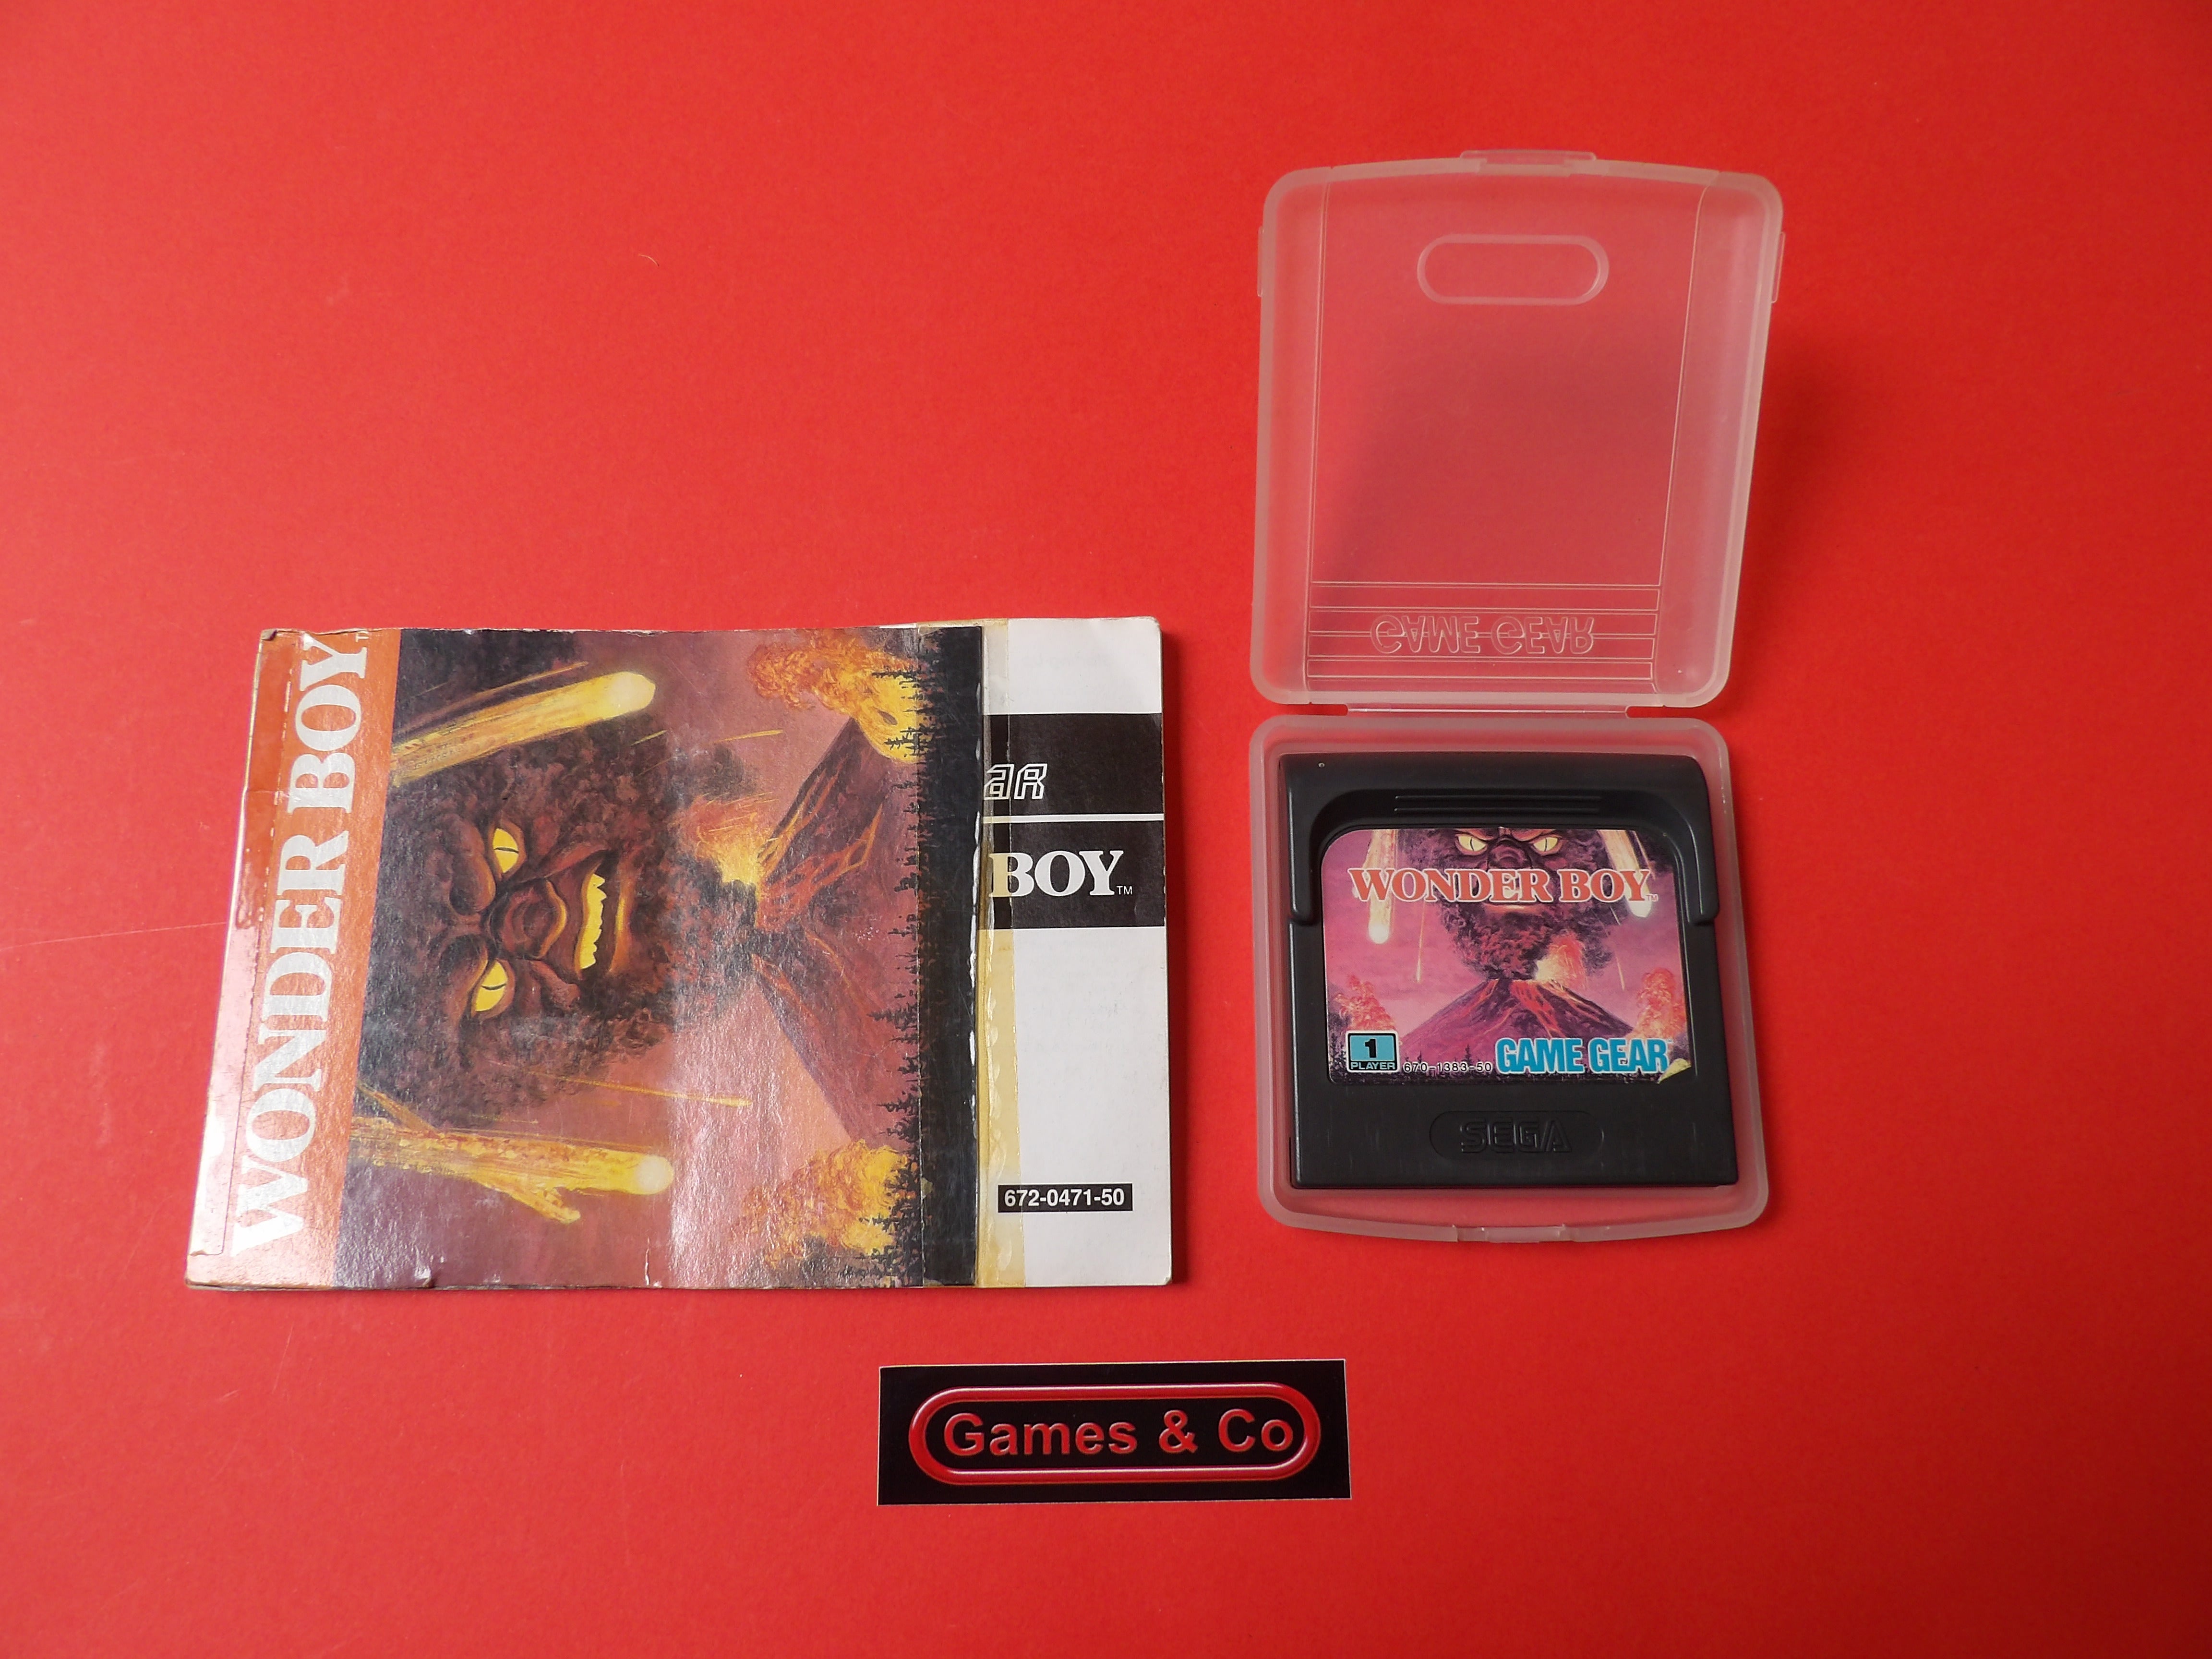 WONDER BOY T
aR
BOY™
672-0471-50
GAME GEAR
WONDER BOY™
1
PLAYER
670-1383-50
GAME GEAR
SEGA
Games & Co